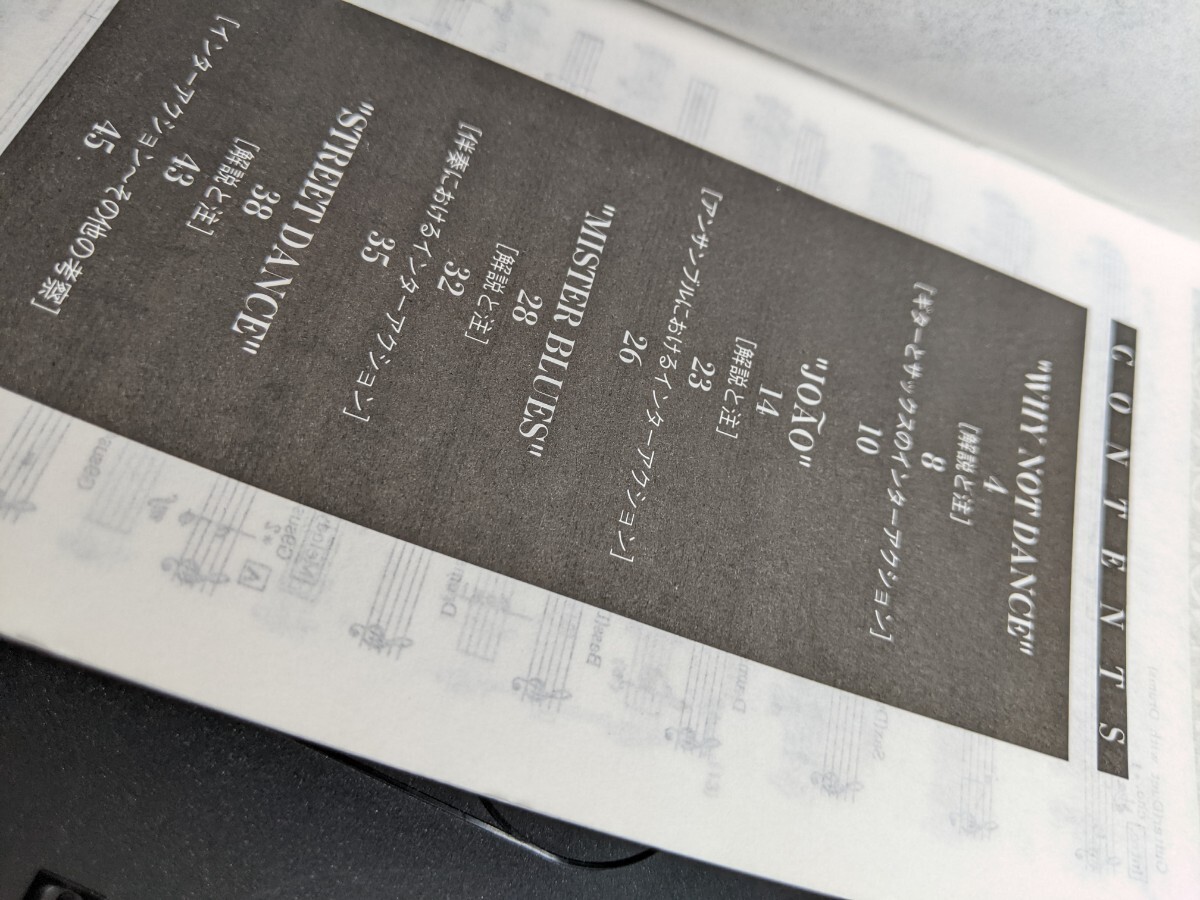 CONTENTS
"WHY NOT DANCE"
4
[解説と注]
8
[ギターとサックスのインターアクション]
10
"JOÃO"
14
[解説と注]
23
[アンサンブルにおけるインターアクション]
26
"MISTER BLUES"
28
[解説と注]
32
[伴奏におけるインターアクション]
35
"STREET DANCE"
38
[解説と注]
43
[インターアクション〜その他の考察]
45